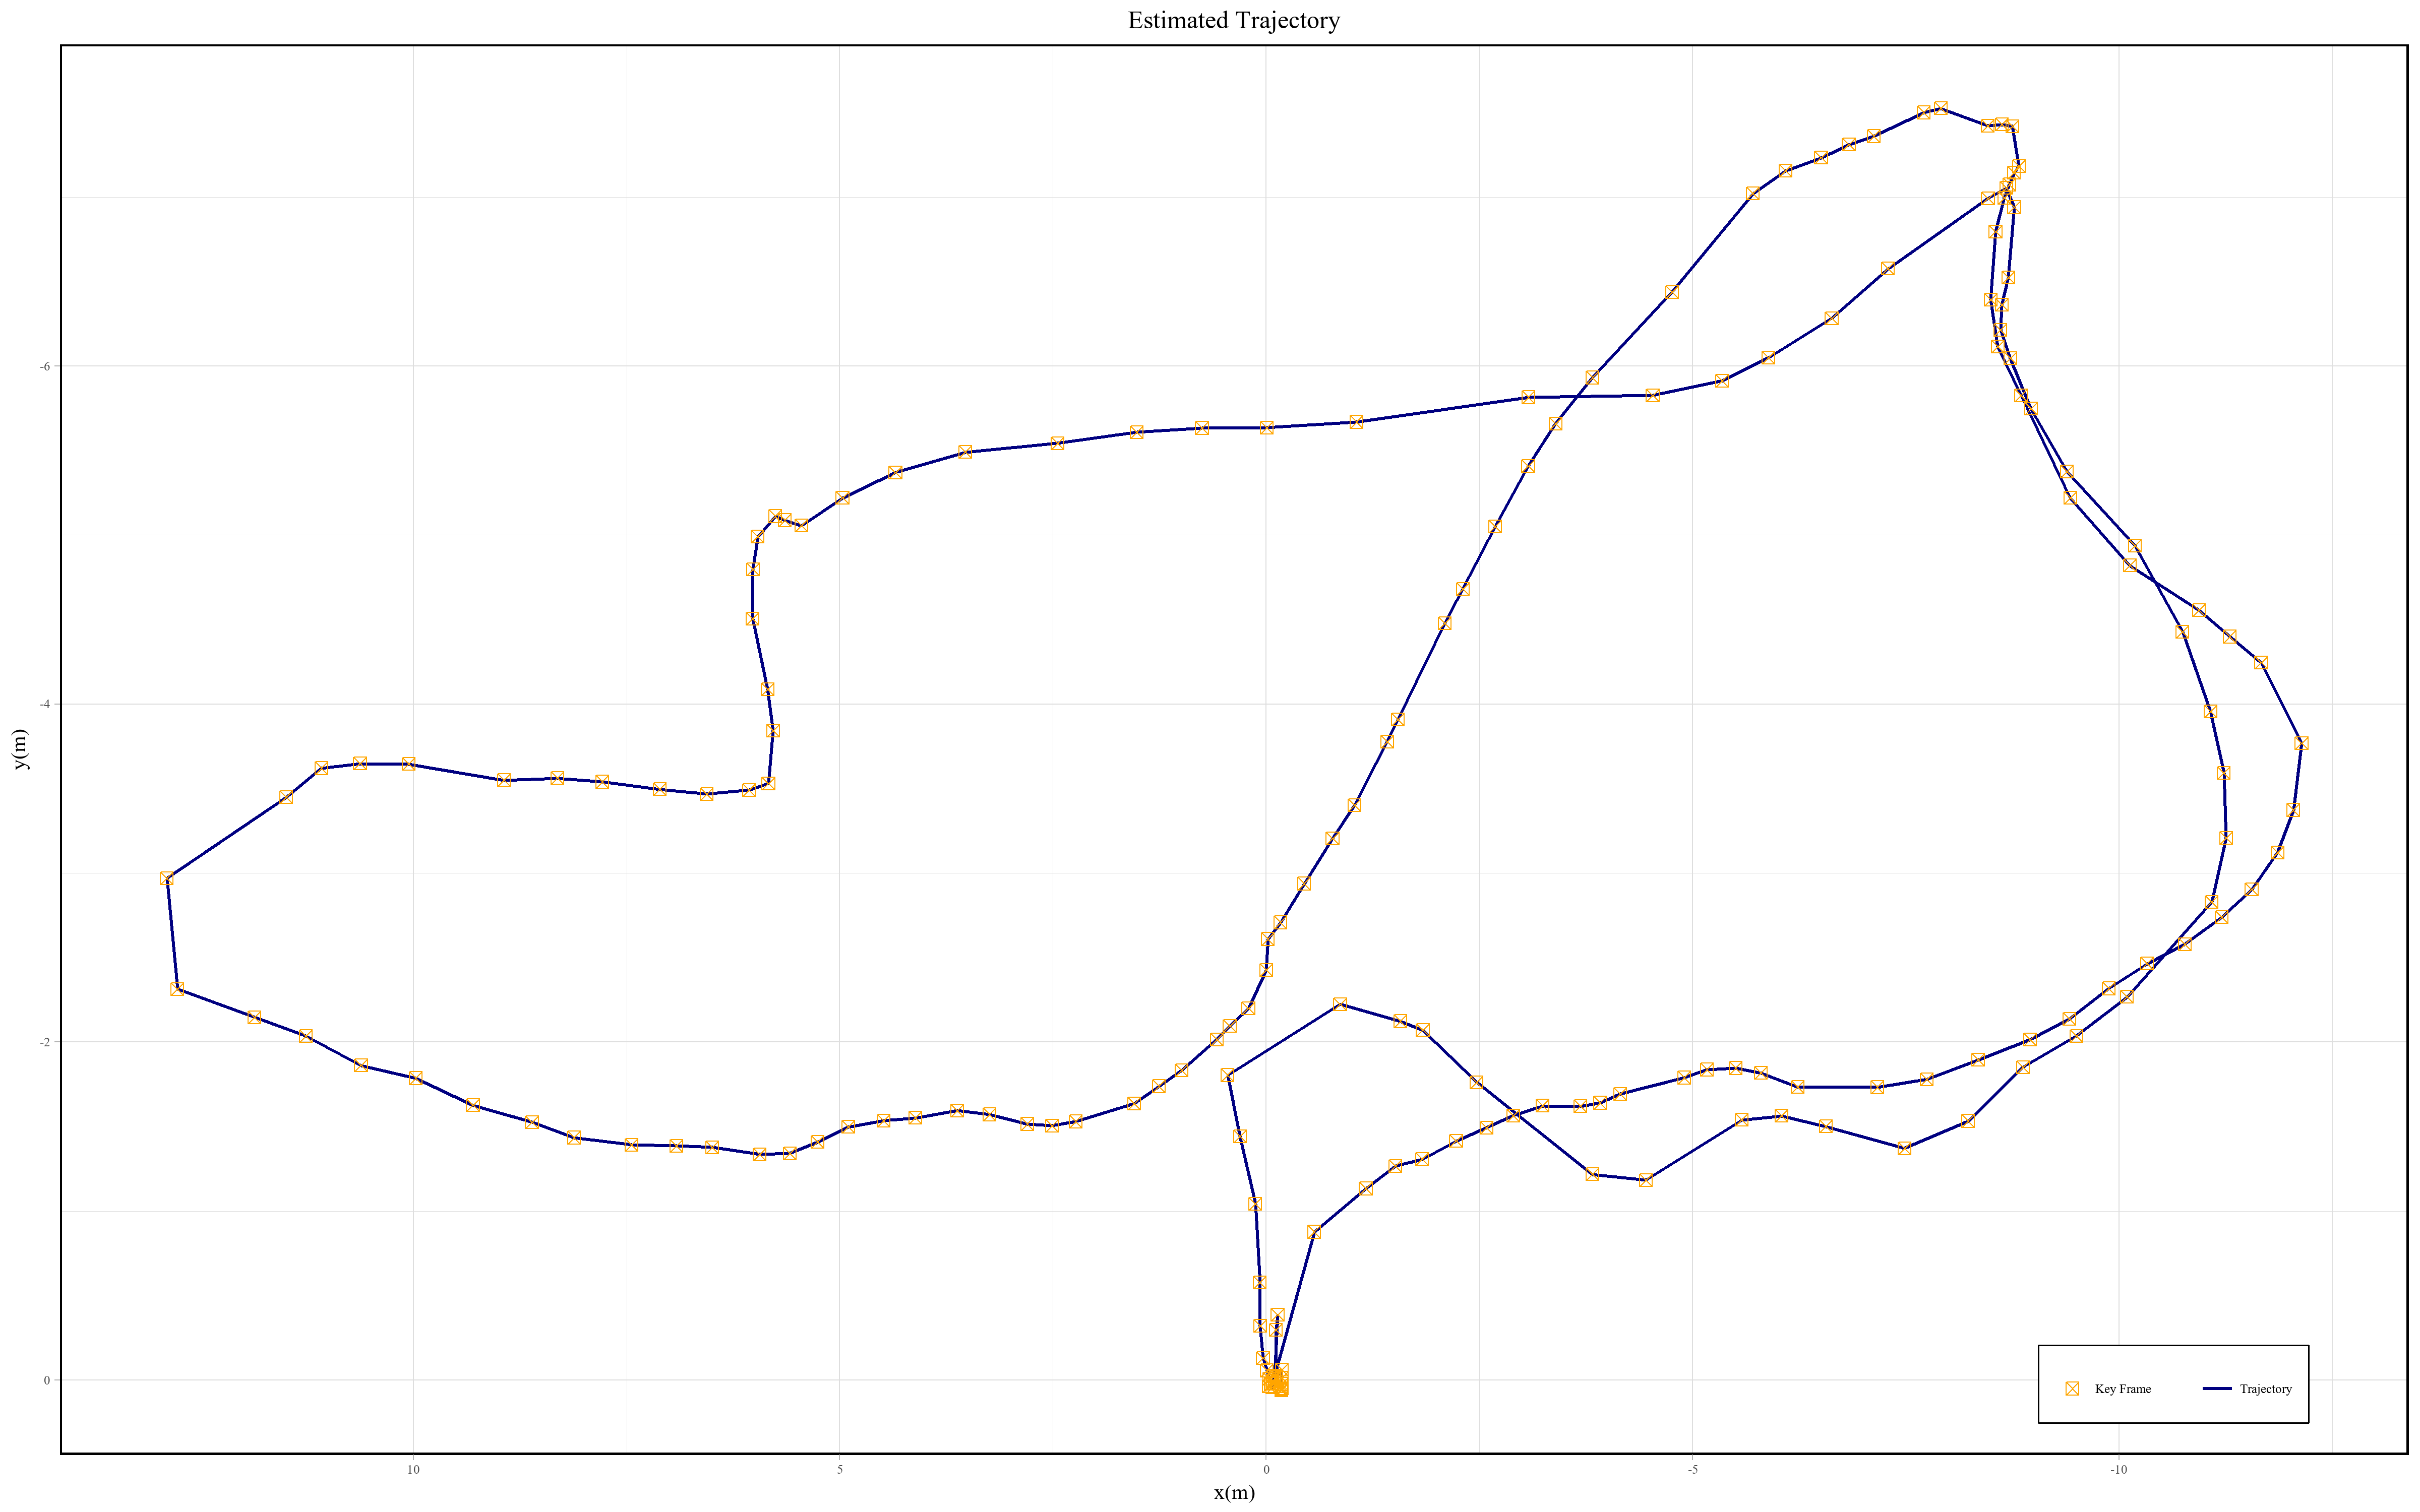 Estimated Trajectory
-6
-4
y(m)
-2
0
Key Frame Trajectory
10 5 0 -5 -10
x(m)